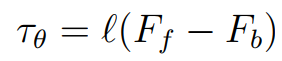 τ_θ = ℓ(F_f − F_b)